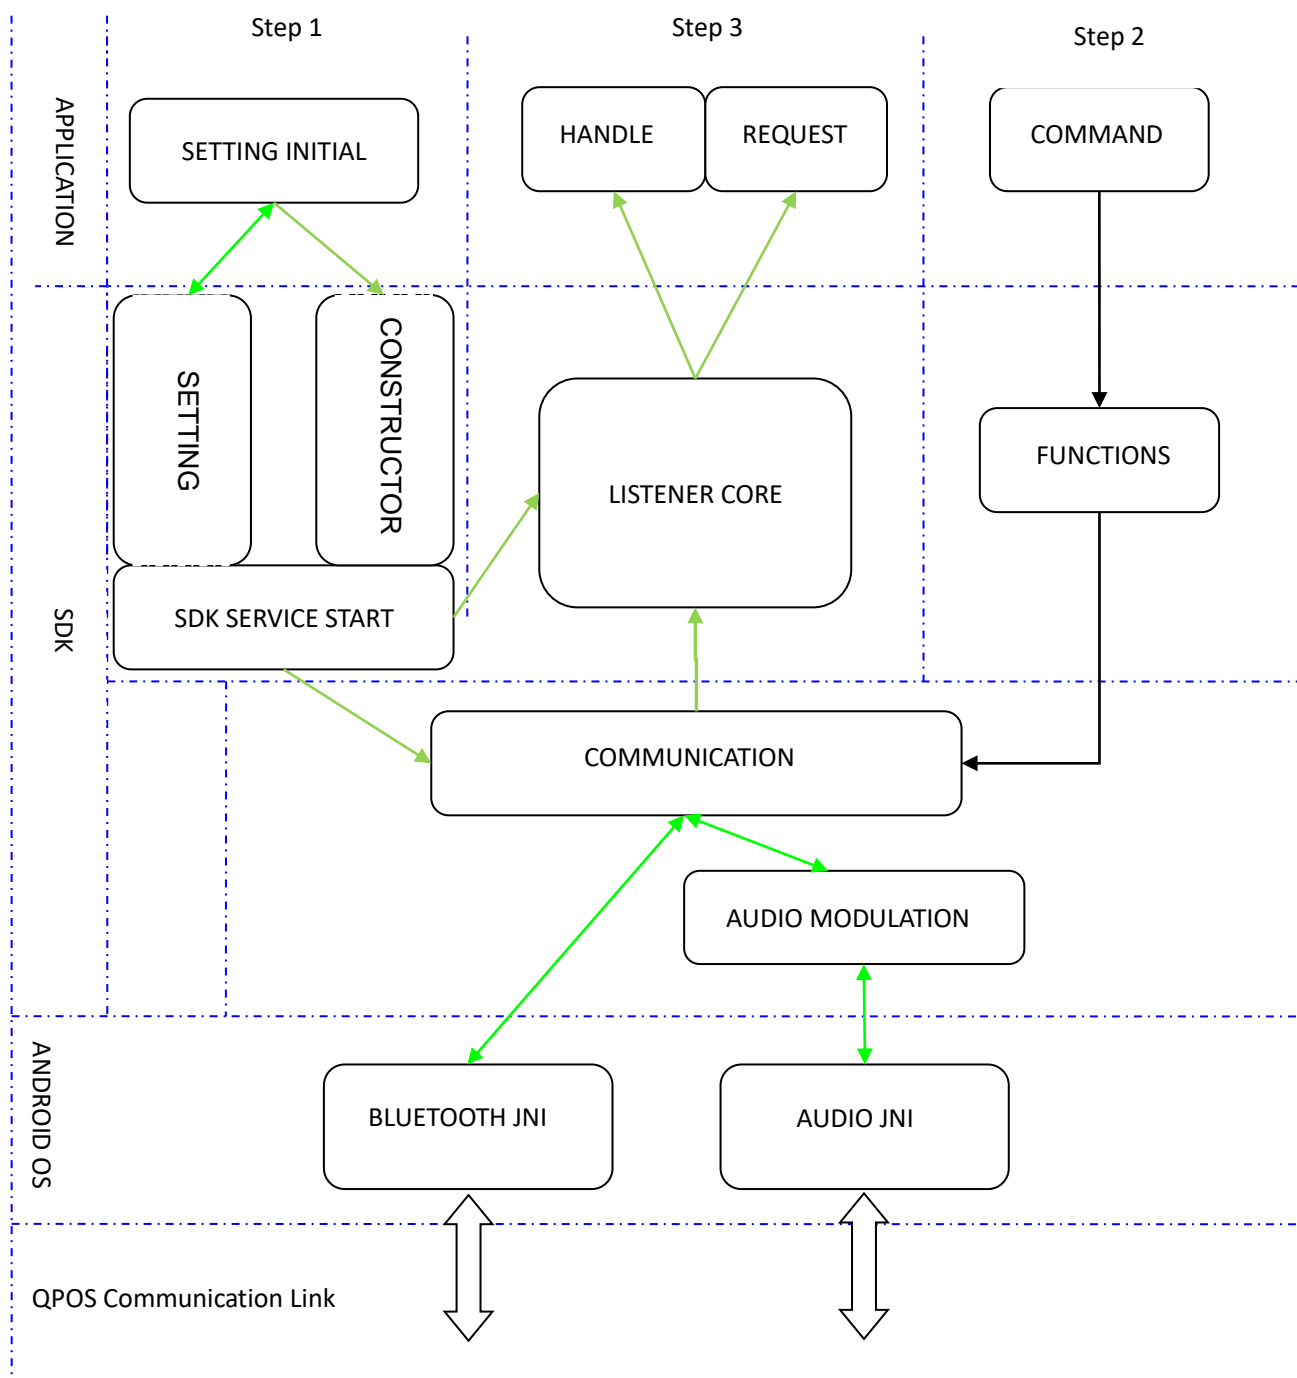 Step 1
Step 3
Step 2
APPLICATION
SETTING INITIAL
HANDLE
REQUEST
COMMAND
SDK
SETTING
CONSTRUCTOR
LISTENER CORE
FUNCTIONS
SDK SERVICE START
COMMUNICATION
AUDIO MODULATION
ANDROID OS
BLUETOOTH JNI
AUDIO JNI
QPOS Communication Link